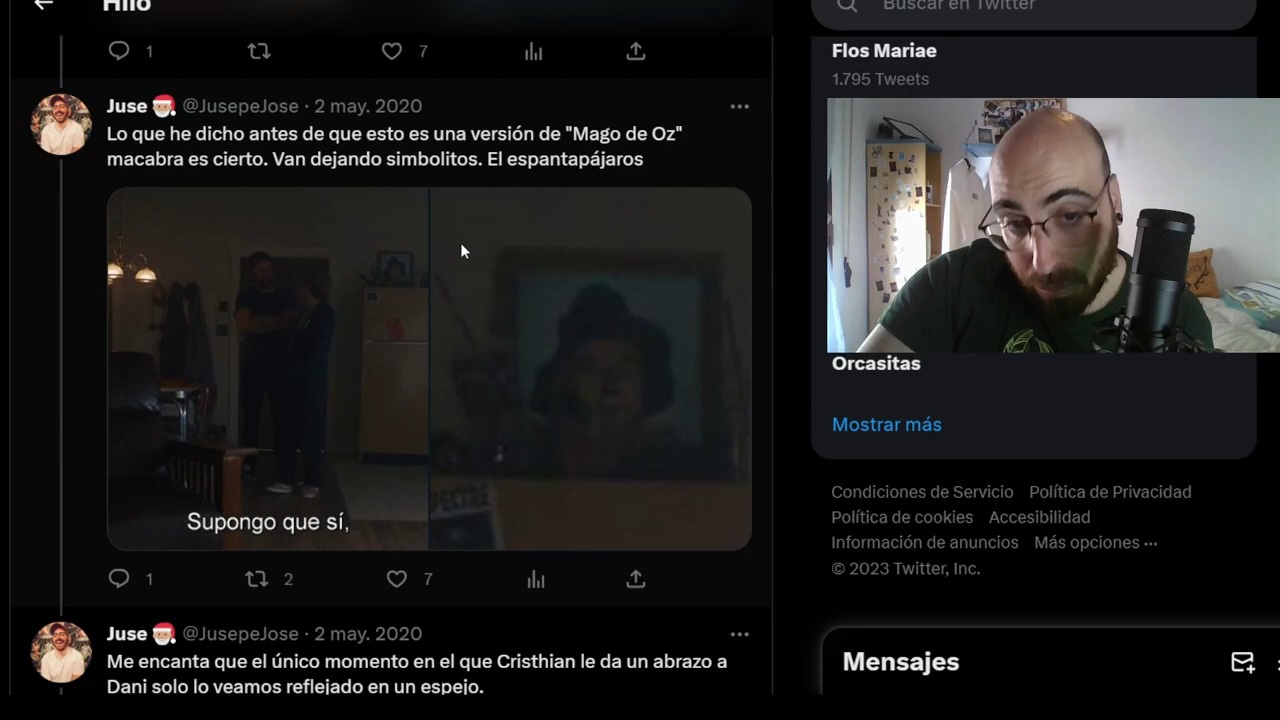 Hilo
Buscar en Twitter
1
7
Flos Mariae
1.795 Tweets
Juse 🎅 @JusepeJose · 2 may. 2020
Lo que he dicho antes de que esto es una versión de "Mago de Oz"
macabra es cierto. Van dejando simbolitos. El espantapájaros
Supongo que sí,
1
2
7
Orcasitas
Mostrar más
Condiciones de Servicio Política de Privacidad
Política de cookies Accesibilidad
Información de anuncios Más opciones ···
© 2023 Twitter, Inc.
Juse 🎅 @JusepeJose · 2 may. 2020
Me encanta que el único momento en el que Cristhian le da un abrazo a
Dani solo lo veamos reflejado en un espejo.
Mensajes